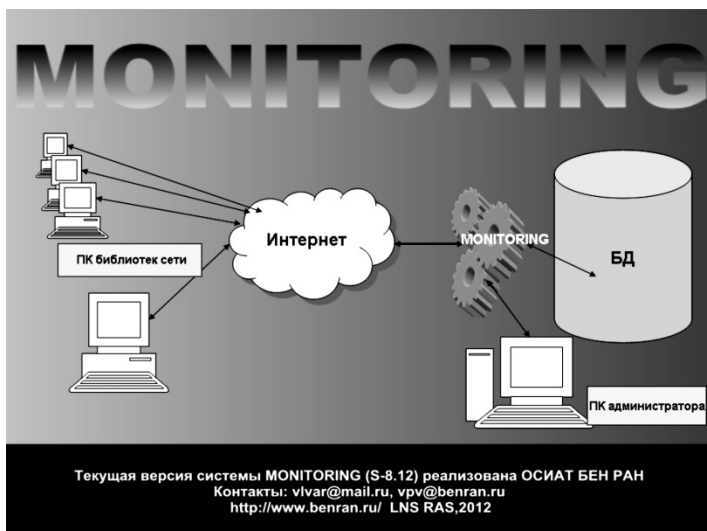 MONITORING
Интернет
MONITORING
БД
ПК библиотек сети
ПК администратора
Текущая версия системы MONITORING (S-8.12) реализована ОСИАТ БЕН РАН
Контакты: vlvar@mail.ru, vpv@benran.ru
http://www.benran.ru/ LNS RAS,2012